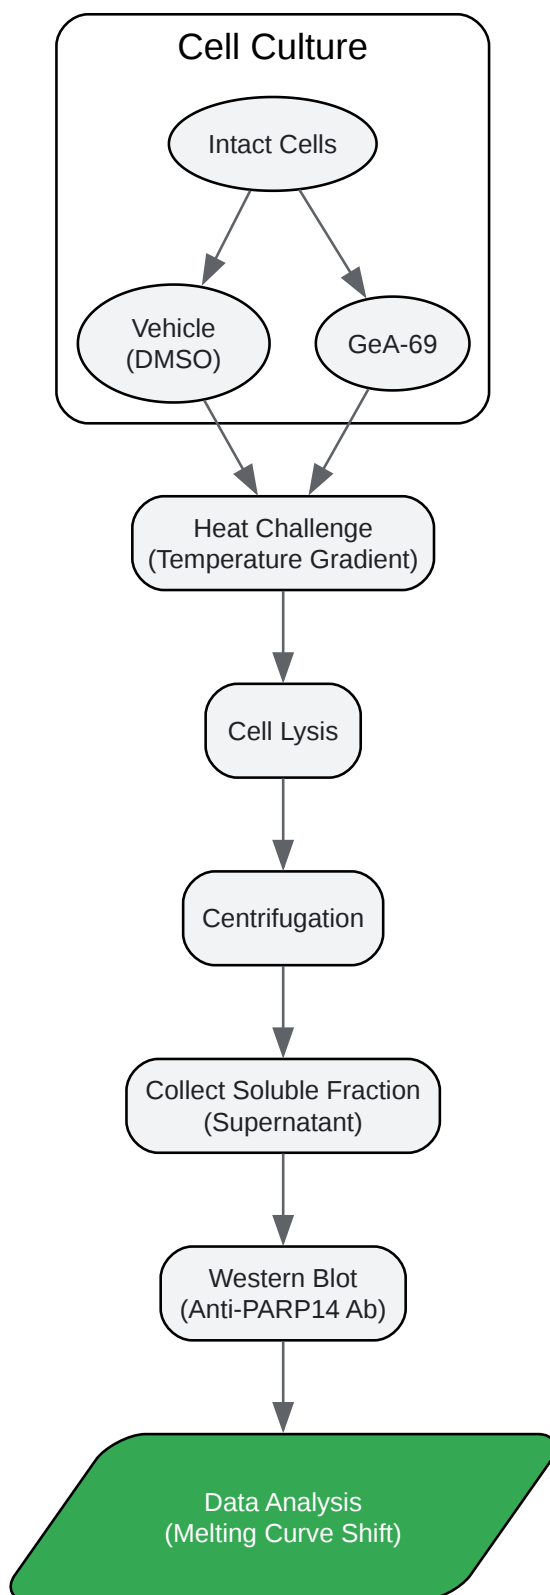 Cell Culture
Intact Cells
Vehicle
(DMSO)
GeA-69
Heat Challenge
(Temperature Gradient)
Cell Lysis
Centrifugation
Collect Soluble Fraction
(Supernatant)
Western Blot
(Anti-PARP14 Ab)
Data Analysis
(Melting Curve Shift)